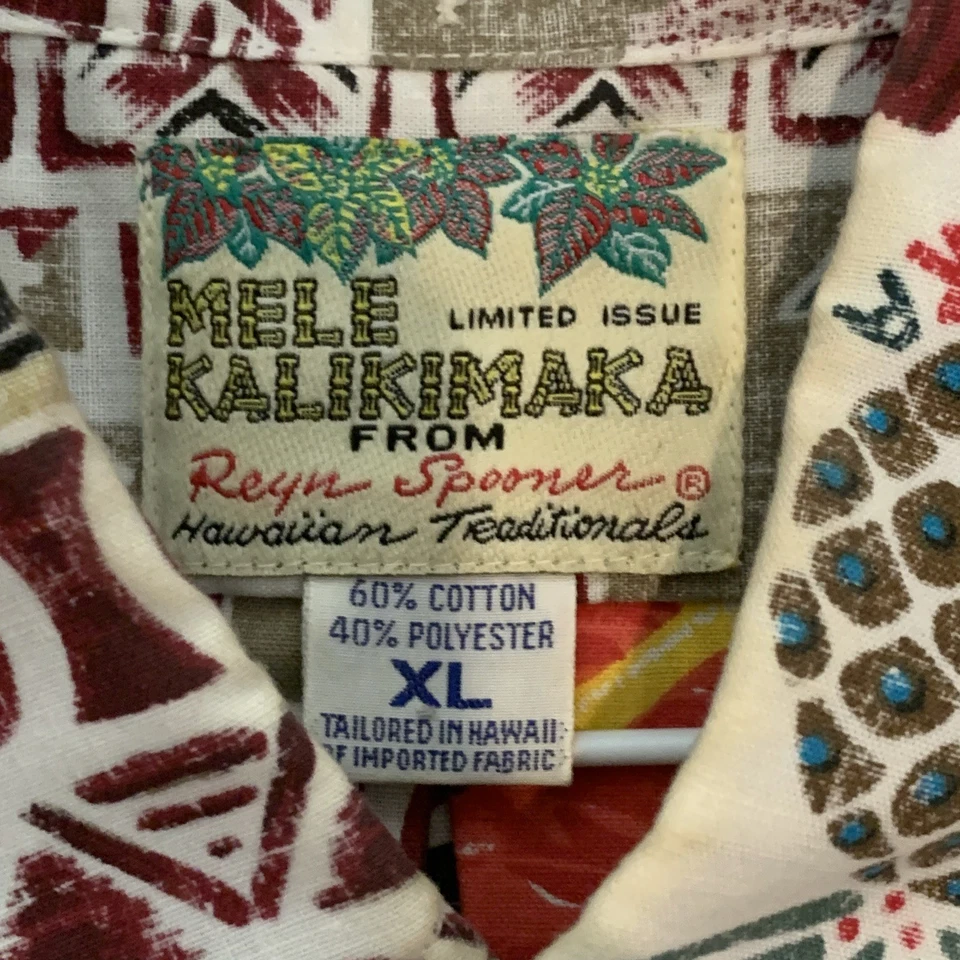 MELE LIMITED ISSUE
KALIKIMAKA
FROM
Reyn Spooner ®
Hawaiian Traditionals
60% COTTON
40% POLYESTER
XL
TAILORED IN HAWAII
OF IMPORTED FABRIC